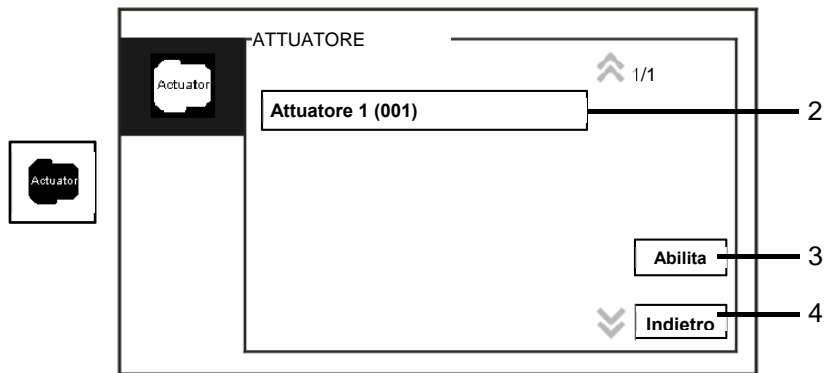 ATTUATORE
Actuator
1/1
Attuatore 1 (001)
2
Actuator
Abilita
3
Indietro
4